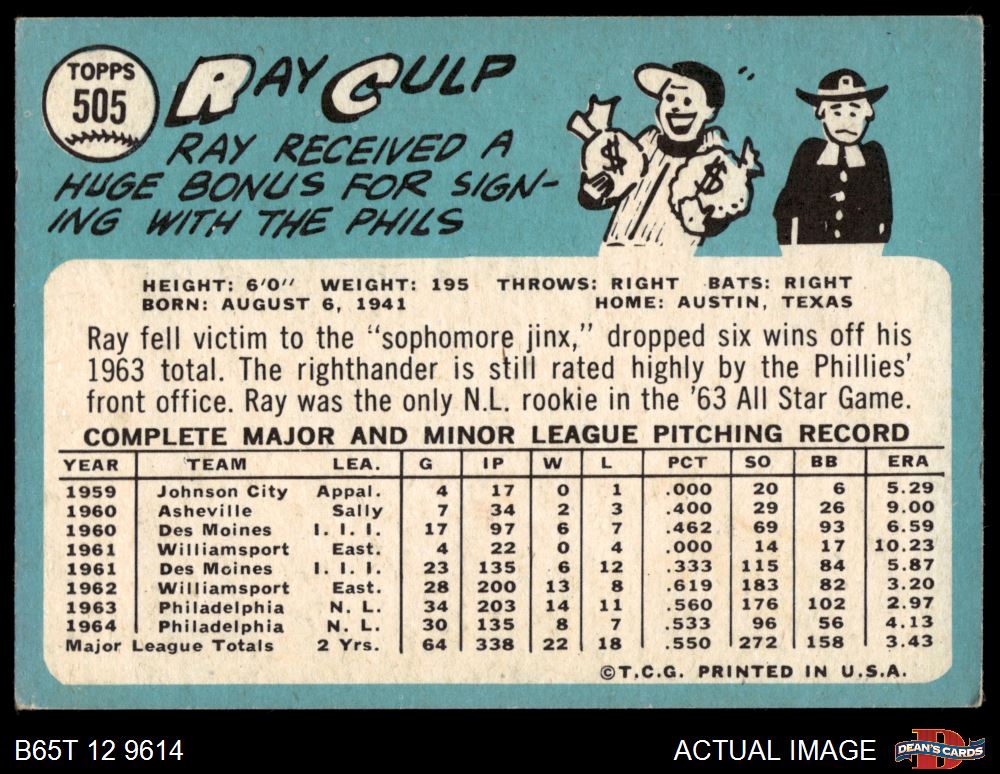 TOPPS
505
RAY CULP
RAY RECEIVED A
HUGE BONUS FOR SIGN-
ING WITH THE PHILS
$ $
HEIGHT: 6'0" WEIGHT: 195 THROWS: RIGHT BATS: RIGHT
BORN: AUGUST 6, 1941 HOME: AUSTIN, TEXAS
Ray fell victim to the "sophomore jinx," dropped six wins off his
1963 total. The righthander is still rated highly by the Phillies'
front office. Ray was the only N.L. rookie in the '63 All Star Game.
COMPLETE MAJOR AND MINOR LEAGUE PITCHING RECORD
YEAR TEAM LEA. G IP W L PCT SO BB ERA
1959 Johnson City Appal. 4 17 0 1 .000 20 6 5.29
1960 Asheville Sally 7 34 2 3 .400 29 26 9.00
1960 Des Moines I. I. I. 17 97 6 7 .462 69 93 6.59
1961 Williamsport East. 4 22 0 4 .000 14 17 10.23
1961 Des Moines I. I. I. 23 135 6 12 .333 115 84 5.87
1962 Williamsport East. 28 200 13 8 .619 183 82 3.20
1963 Philadelphia N. L. 34 203 14 11 .560 176 102 2.97
1964 Philadelphia N. L. 30 135 8 7 .533 96 56 4.13
Major League Totals 2 Yrs. 64 338 22 18 .550 272 158 3.43
©T.C.G. PRINTED IN U.S.A.
B65T 12 9614 ACTUAL IMAGE DEAN'S CARDS